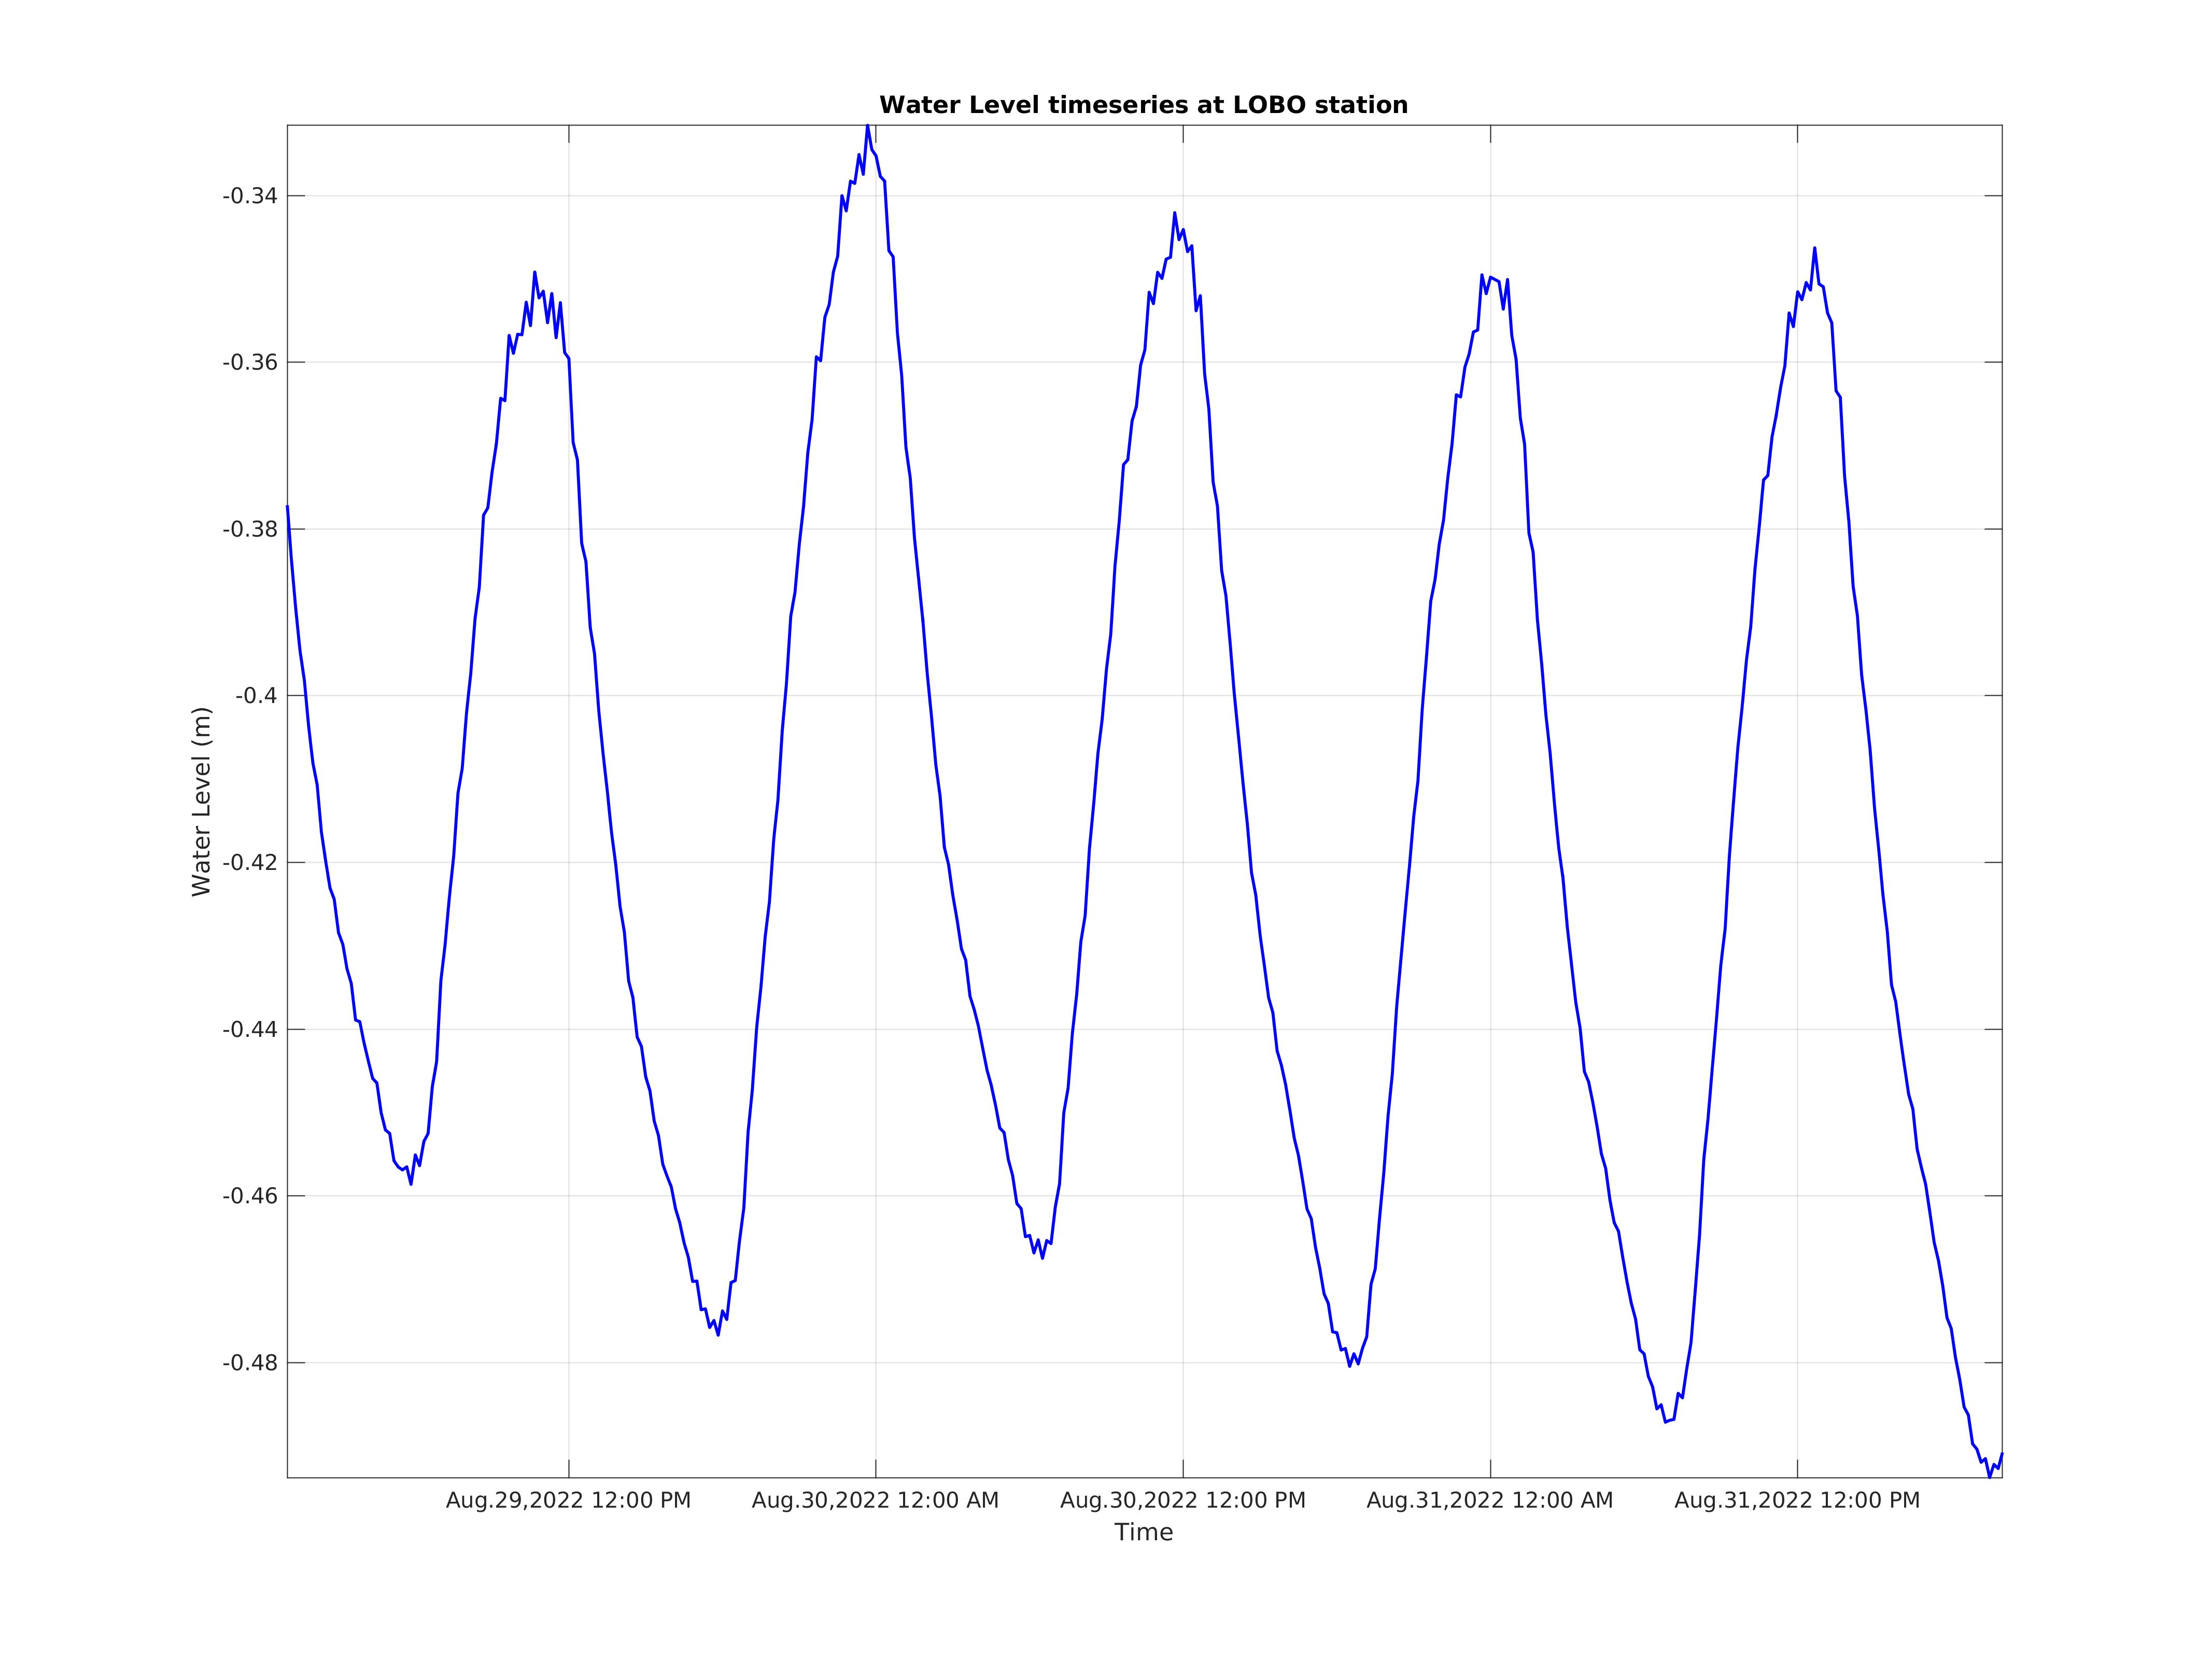 Water Level timeseries at LOBO station
-0.34
-0.36
-0.38
-0.4
-0.42
-0.44
-0.46
-0.48
Water Level (m)
Aug.29,2022 12:00 PM
Aug.30,2022 12:00 AM
Aug.30,2022 12:00 PM
Aug.31,2022 12:00 AM
Aug.31,2022 12:00 PM
Time